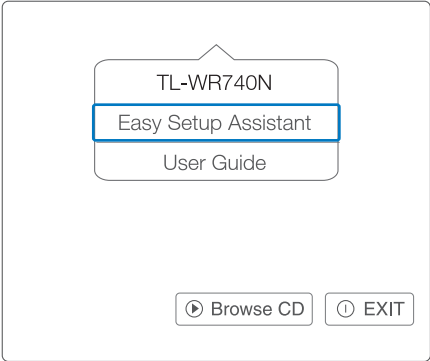 TL-WR740N
Easy Setup Assistant
User Guide
Browse CD
EXIT